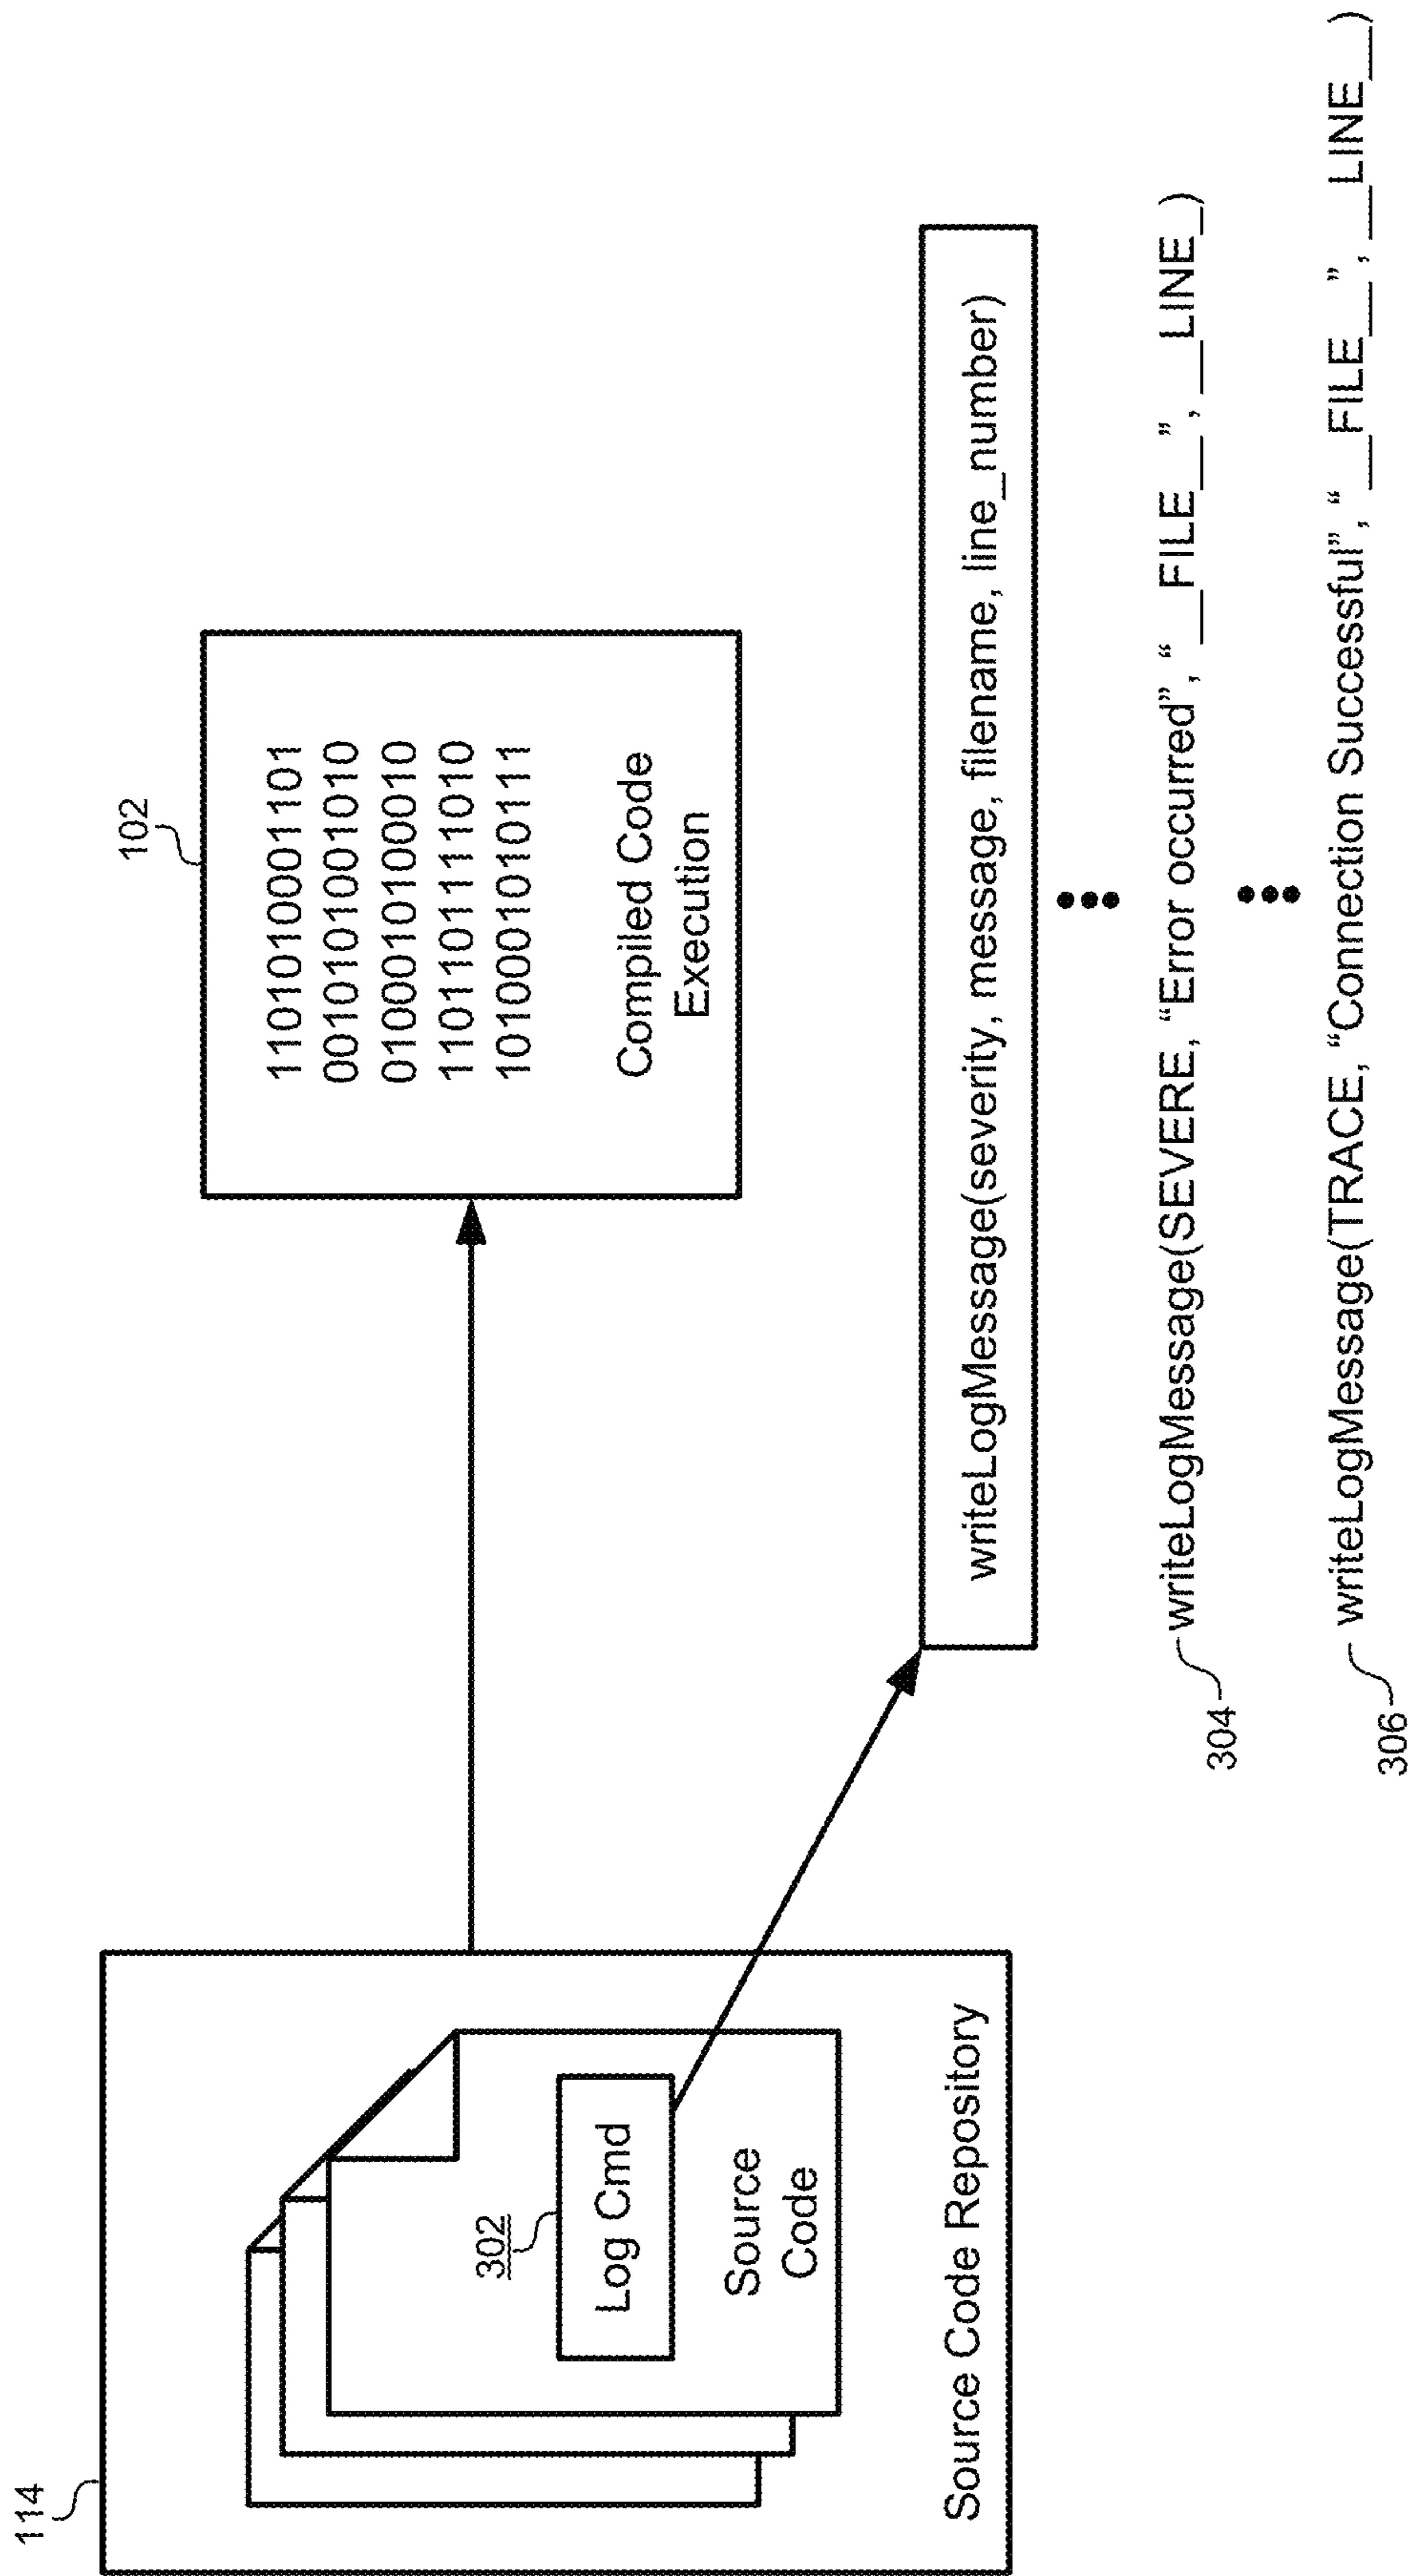 114
302
Log Cmd
Source
Code
Source Code Repository
102
1101010001101
0010101001010
0100010100010
1101101111010
1010001010111
Compiled Code
Execution
writeLogMessage(severity, message, filename, line_number)
304
writeLogMessage(SEVERE, “Error occurred”, “__FILE__”, __LINE_)
306
writeLogMessage(TRACE, “Connection Successful”, “__FILE__”, __LINE__)